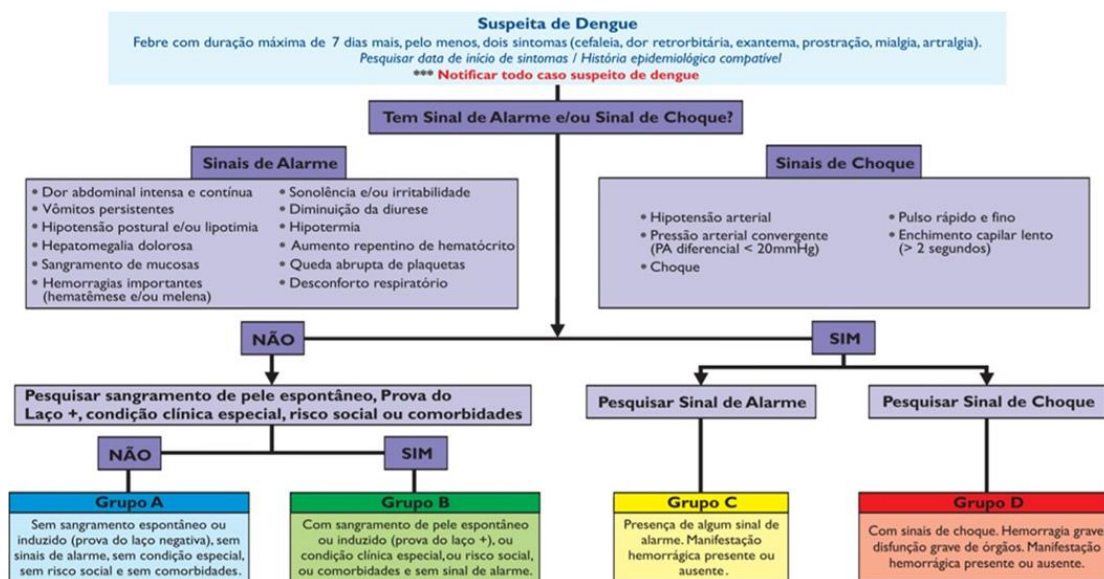 Suspeita de Dengue
Febre com duração máxima de 7 dias mais, pelo menos, dois sintomas (cefaleia, dor retrorbitária, exantema, prostração, mialgia, artralgia).
Pesquisar data de início de sintomas / História epidemiológica compatível
*** Notificar todo caso suspeito de dengue
Tem Sinal de Alarme e/ou Sinal de Choque?
Sinais de Alarme
• Dor abdominal intensa e contínua
• Vômitos persistentes
• Hipotensão postural e/ou lipotimia
• Hepatomegalia dolorosa
• Sangramento de mucosas
• Hemorragias importantes
(hematêmese e/ou melena)
• Sonolência e/ou irritabilidade
• Diminuição da diurese
• Hipotermia
• Aumento repentino de hematócrito
• Queda abrupta de plaquetas
• Desconforto respiratório
Sinais de Choque
• Hipotensão arterial
• Pressão arterial convergente
(PA diferencial < 20mmHg)
• Choque
• Pulso rápido e fino
• Enchimento capilar lento
(> 2 segundos)
NÃO
SIM
Pesquisar sangramento de pele espontâneo, Prova do
Laço +, condição clínica especial, risco social ou comorbidades
Pesquisar Sinal de Alarme
Pesquisar Sinal de Choque
NÃO
SIM
Grupo A
Sem sangramento espontâneo ou
induzido (prova do laço negativa), sem
sinais de alarme, sem condição especial,
sem risco social e sem comorbidades.
Grupo B
Com sangramento de pele espontâneo
ou induzido (prova do laço +), ou
condição clínica especial, ou risco social,
ou comorbidades e sem sinal de alarme.
Grupo C
Presença de algum sinal de
alarme. Manifestação
hemorrágica presente ou
ausente.
Grupo D
Com sinais de choque. Hemorragia grave,
disfunção grave de órgãos. Manifestação
hemorrágica presente ou ausente.